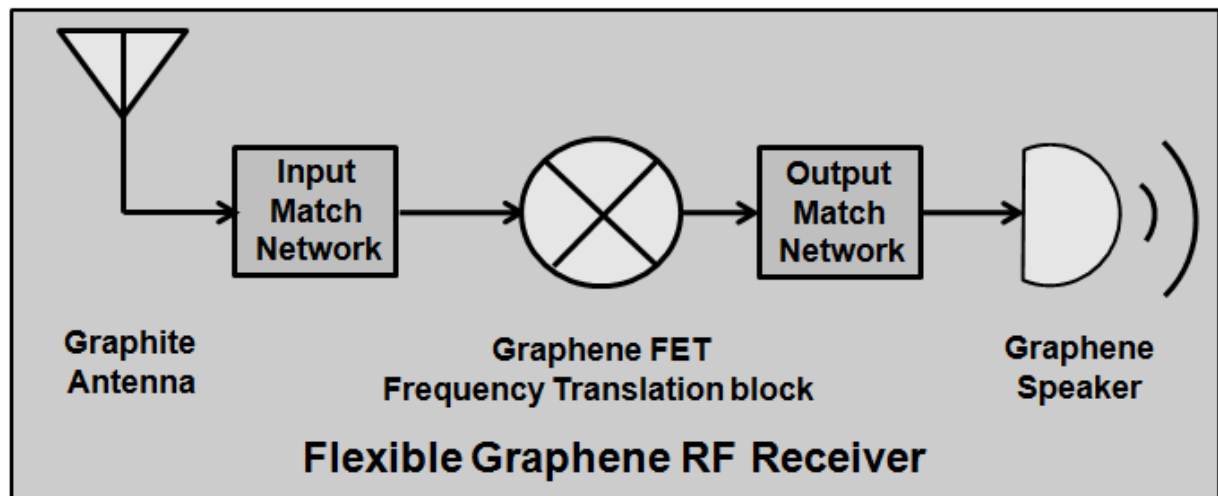 Input
Match
Network
Output
Match
Network
Graphite
Antenna
Graphene FET
Frequency Translation block
Graphene
Speaker
Flexible Graphene RF Receiver